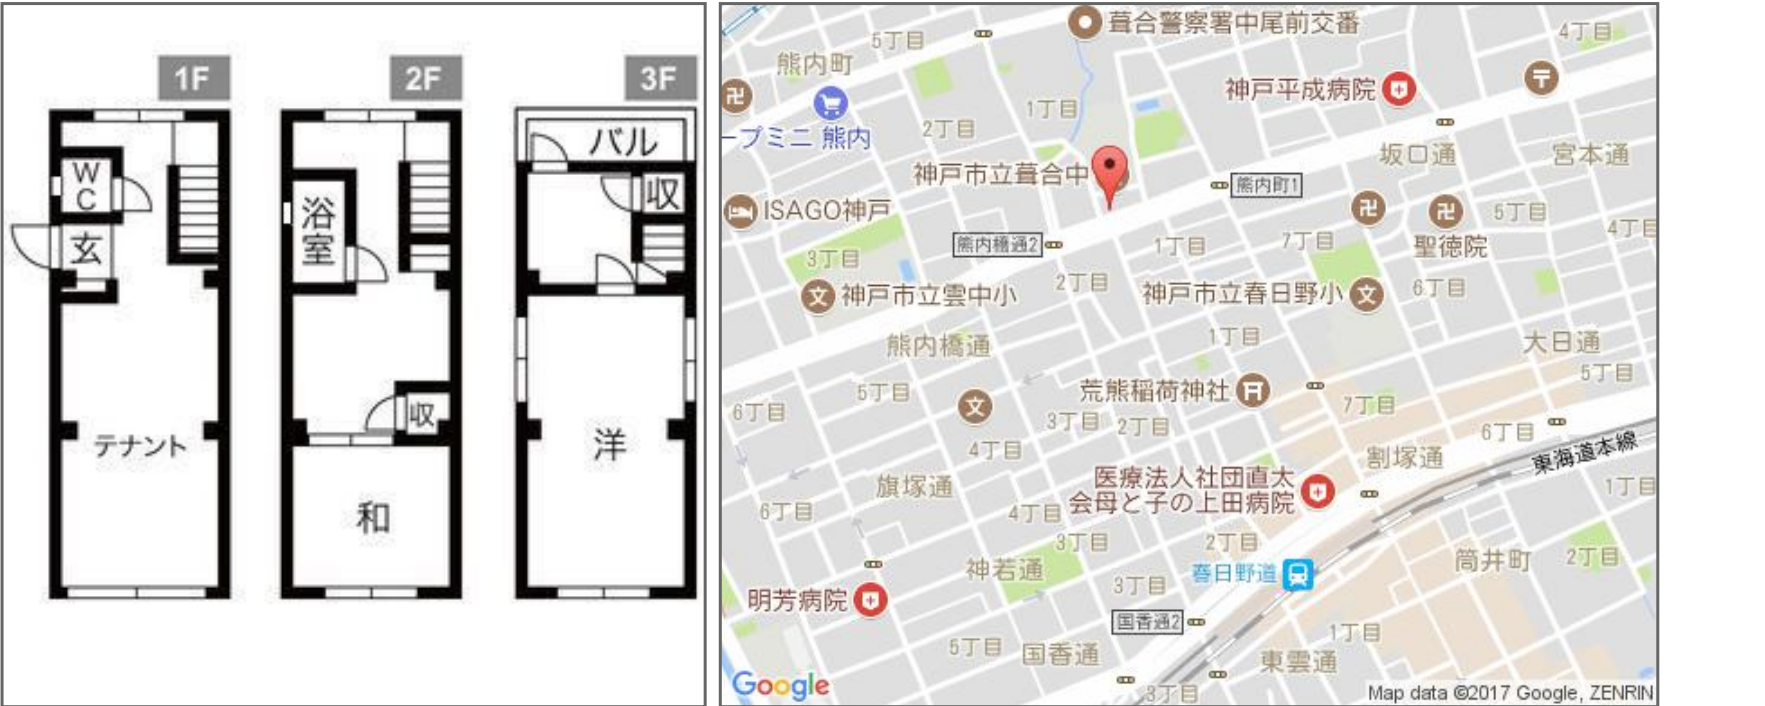 1F
2F
3F
WC
玄
テナント
浴室
収
和
バル
収
洋
葺合警察署中尾前交番
5丁目
4丁目
熊内町
神戸平成病院
1丁目
ープミニ 熊内
2丁目
坂口通
宮本通
神戸市立葺合中
熊内町1
ISAGO神戸
5丁目
4丁目
熊内橋通2
1丁目
7丁目
聖徳院
3丁目
2丁目
6丁目
神戸市立雲中小
神戸市立春日野小
1丁目
熊内橋通
大日通
5丁目
5丁目
荒熊稲荷神社
6丁目
7丁目
3丁目
2丁目
6丁目
4丁目
東海道本線
割塚通
医療法人社団直太
会母と子の上田病院
旗塚通
1丁目
6丁目
4丁目
3丁目
2丁目
2丁目
神若通
春日野道
筒井町
3丁目
明芳病院
国香通2
1丁目
5丁目
国香通
東雲通
Google
3丁目
Map data ©2017 Google, ZENRIN